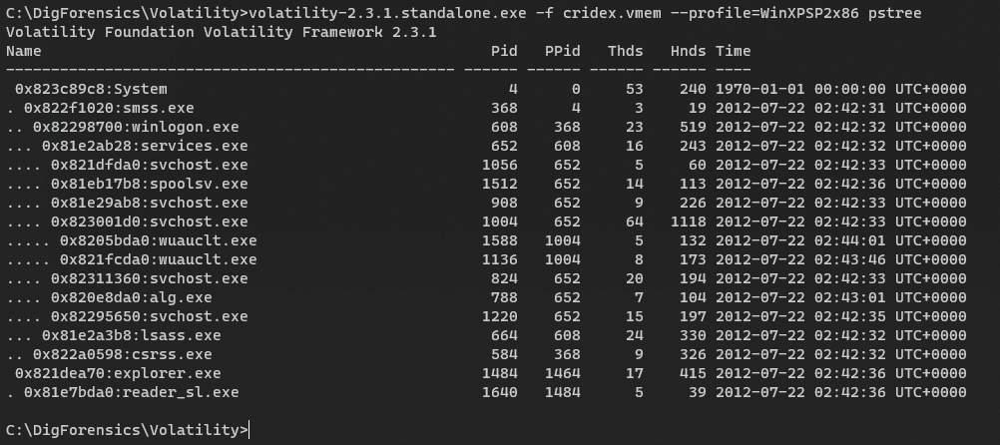 C:\DigForensics\Volatility>volatility-2.3.1.standalone.exe -f cridex.vmem --profile=WinXPSP2x86 pstree
Volatility Foundation Volatility Framework 2.3.1
Name                                                  Pid   PPid   Thds   Hnds Time
-------------------------------------------------- ------ ------ ------ ------ ----
 0x823c89c8:System                                      4      0     53    240 1970-01-01 00:00:00 UTC+0000
. 0x822f1020:smss.exe                                 368      4      3     19 2012-07-22 02:42:31 UTC+0000
.. 0x82298700:winlogon.exe                            608    368     23    519 2012-07-22 02:42:32 UTC+0000
... 0x81e2ab28:services.exe                           652    608     16    243 2012-07-22 02:42:32 UTC+0000
.... 0x821dfda0:svchost.exe                          1056    652      5     60 2012-07-22 02:42:33 UTC+0000
.... 0x81eb17b8:spoolsv.exe                          1512    652     14    113 2012-07-22 02:42:36 UTC+0000
.... 0x81e29ab8:svchost.exe                           908    652      9    226 2012-07-22 02:42:33 UTC+0000
.... 0x823001d0:svchost.exe                          1004    652     64   1118 2012-07-22 02:42:33 UTC+0000
..... 0x8205bda0:wuauclt.exe                         1588   1004      5    132 2012-07-22 02:44:01 UTC+0000
..... 0x821fcda0:wuauclt.exe                         1136   1004      8    173 2012-07-22 02:43:46 UTC+0000
.... 0x82311360:svchost.exe                           824    652     20    194 2012-07-22 02:42:33 UTC+0000
.... 0x820e8da0:alg.exe                               788    652      7    104 2012-07-22 02:43:01 UTC+0000
.... 0x82295650:svchost.exe                          1220    652     15    197 2012-07-22 02:42:35 UTC+0000
... 0x81e2a3b8:lsass.exe                              664    608     24    330 2012-07-22 02:42:32 UTC+0000
.. 0x822a0598:csrss.exe                               584    368      9    326 2012-07-22 02:42:32 UTC+0000
 0x821dea70:explorer.exe                             1484   1464     17    415 2012-07-22 02:42:36 UTC+0000
. 0x81e7bda0:reader_sl.exe                           1640   1484      5     39 2012-07-22 02:42:36 UTC+0000
C:\DigForensics\Volatility>